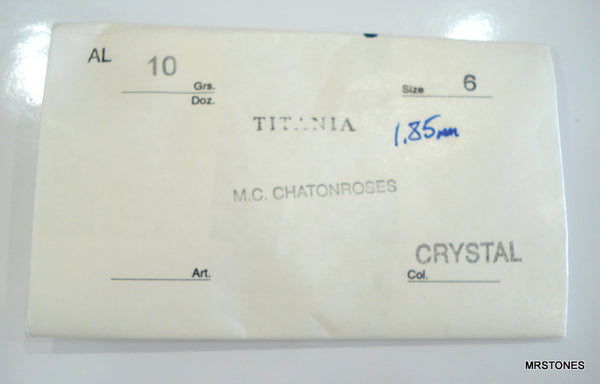 AL 10 Grs. Doz. Size 6
TITANIA 1.85mm
M.C. CHATONROSES
CRYSTAL
Art. Col.
MRSTONES